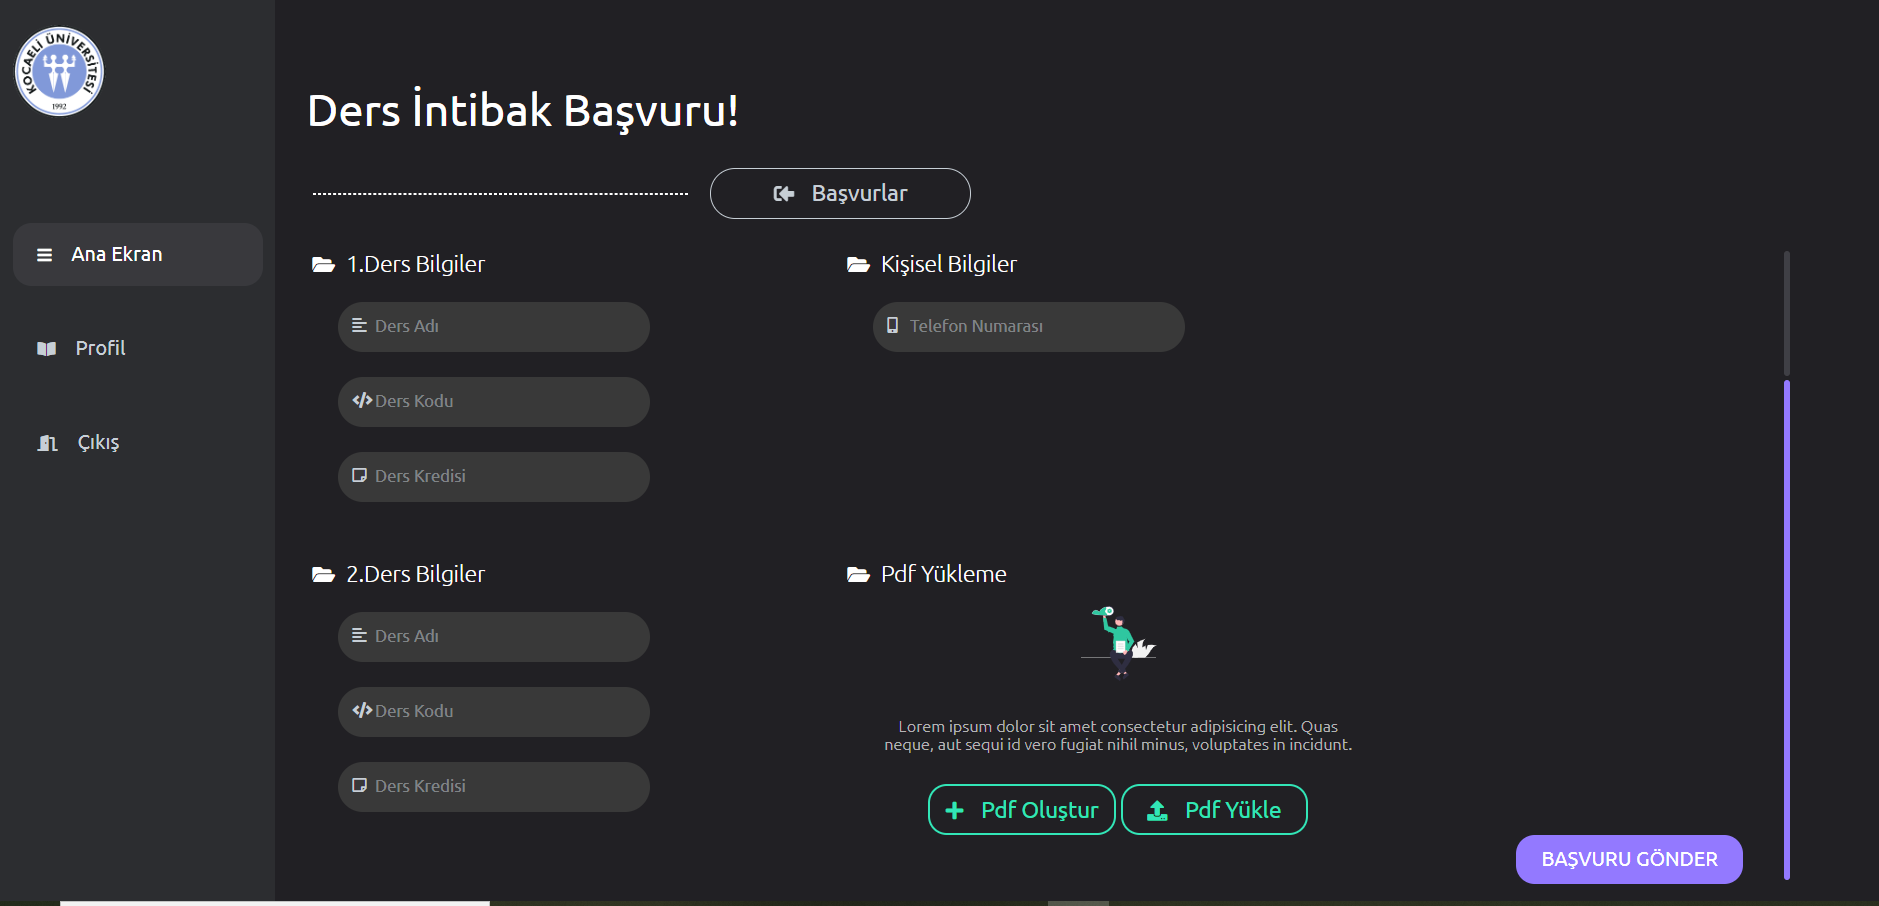 KOCAELİ ÜNİVERSİTESİ
1992
Ana Ekran
Profil
Çıkış
Ders İntibak Başvuru!
Başvurlar
1.Ders Bilgiler
Ders Adı
Ders Kodu
Ders Kredisi
Kişisel Bilgiler
Telefon Numarası
2.Ders Bilgiler
Ders Adı
Ders Kodu
Ders Kredisi
Pdf Yükleme
Lorem ipsum dolor sit amet consectetur adipisicing elit. Quas
neque, aut sequi id vero fugiat nihil minus, voluptates in incidunt.
Pdf Oluştur
Pdf Yükle
BAŞVURU GÖNDER